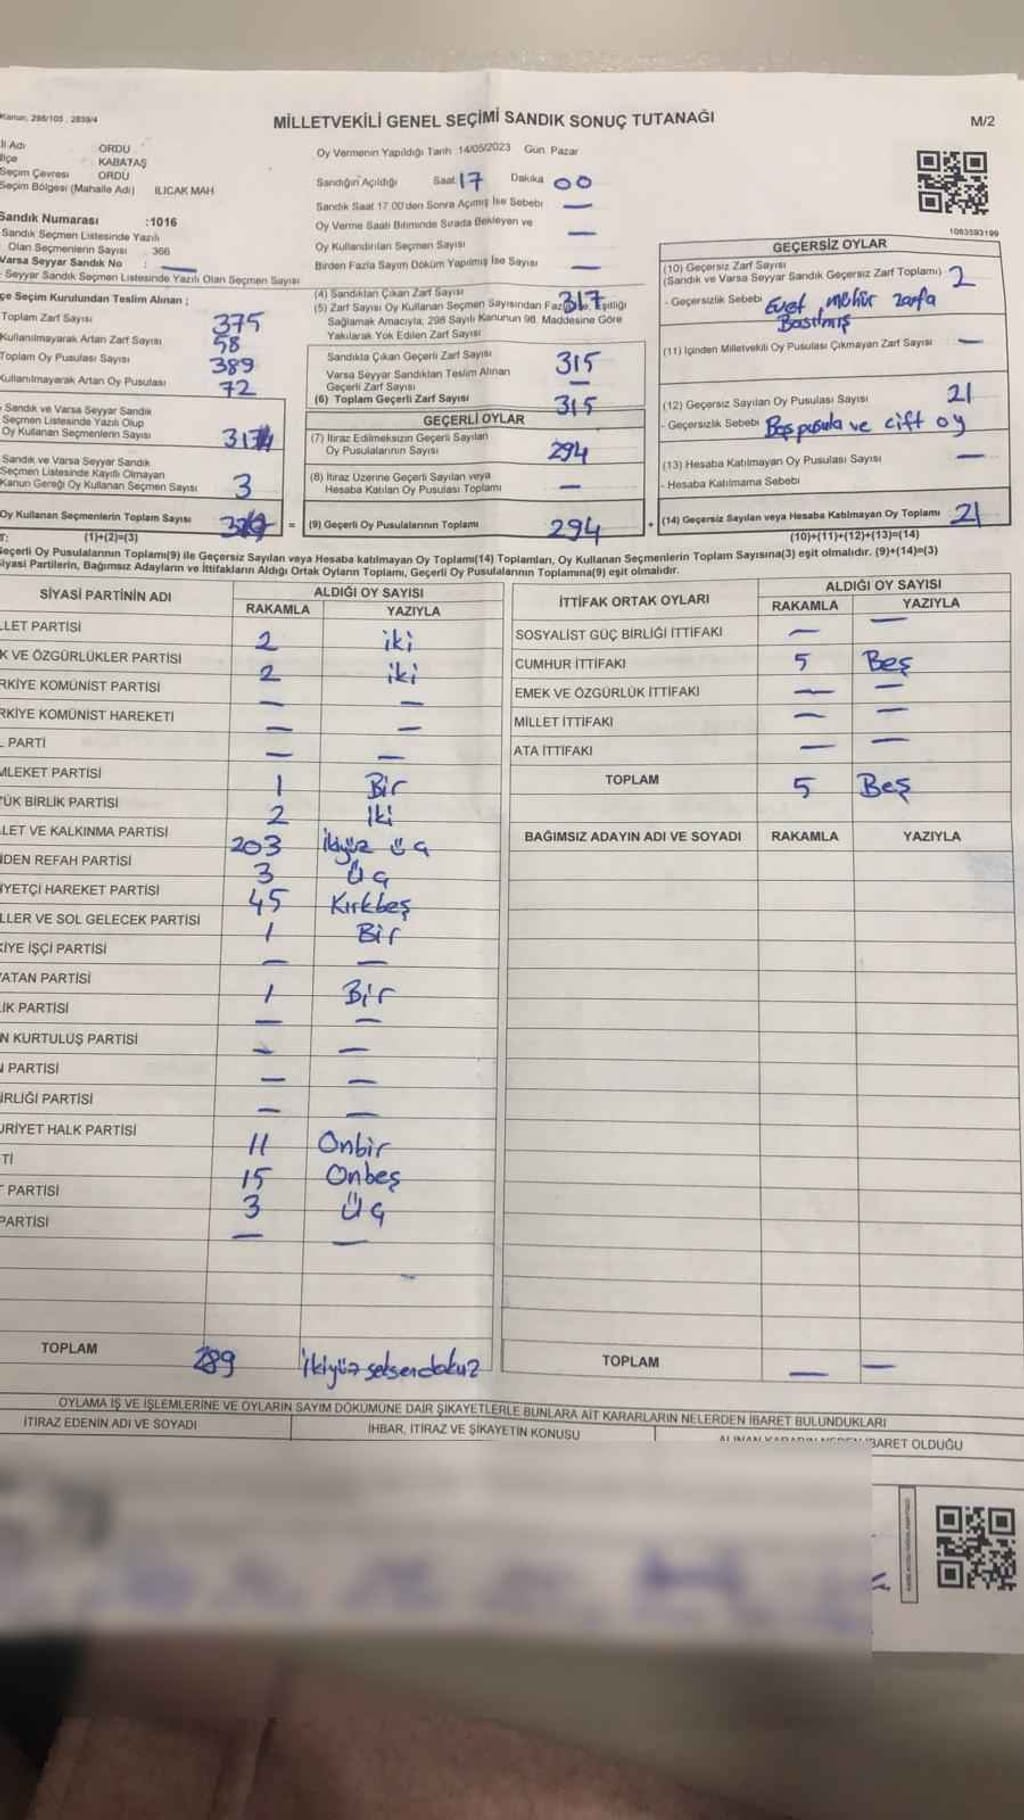 Kanun: 298/105 , 2839/4
MİLLETVEKİLİ GENEL SEÇİMİ SANDIK SONUÇ TUTANAĞI
M/2
İl Adı ORDU
İlçe KABATAŞ
Seçim Çevresi ORDU
Seçim Bölgesi (Mahalle Adı) ILICAK MAH
Sandık Numarası :1016
Sandık Seçmen Listesinde Yazılı
Olan Seçmenlerin Sayısı : 366
Varsa Seyyar Sandık No : —
Seyyar Sandık Seçmen Listesinde Yazılı Olan Seçmen Sayısı
çe Seçim Kurulundan Teslim Alınan ;
Toplam Zarf Sayısı 375
Kullanılmayarak Artan Zarf Sayısı 58
Toplam Oy Pusulası Sayısı 389
Kullanılmayarak Artan Oy Pusulası 72
Sandık ve Varsa Seyyar Sandık
Seçmen Listesinde Yazılı Olup
Oy Kullanan Seçmenlerin Sayısı
Sandık ve Varsa Seyyar Sandık
Seçmen Listesinde Kayıtlı Olmayan
Kanun Gereği Oy Kullanan Seçmen Sayısı 3
Oy Kullanan Seçmenlerin Toplam Sayısı
(1)+(2)=(3)
Oy Vermenin Yapıldığı Tarih :14/05/2023 Gün: Pazar
Sandığın Açıldığı Saat 17 Dakika 00
Sandık Saat 17:00'den Sonra Açılmış İse Sebebi —
Oy Verme Saati Bitiminde Sırada Bekleyen ve
Oy Kullandırılan Seçmen Sayısı —
Birden Fazla Sayım Döküm Yapılmış İse Sayısı —
(4) Sandıktan Çıkan Zarf Sayısı 317
(5) Zarf Sayısı Oy Kullanan Seçmen Sayısından Fazla İse, Eşitliği
Sağlamak Amacıyla, 298 Sayılı Kanunun 98. Maddesine Göre
Yakılarak Yok Edilen Zarf Sayısı
Sandıkta Çıkan Geçerli Zarf Sayısı 315
Varsa Seyyar Sandıktan Teslim Alınan
Geçerli Zarf Sayısı —
(6) Toplam Geçerli Zarf Sayısı 315
GEÇERLİ OYLAR
(7) İtiraz Edilmeksizin Geçerli Sayılan
Oy Pusulalarının Sayısı 294
(8) İtiraz Üzerine Geçerli Sayılan veya
Hesaba Katılan Oy Pusulası Toplamı —
= (9) Geçerli Oy Pusulalarının Toplamı 294
1083593199
GEÇERSİZ OYLAR
(10) Geçersiz Zarf Sayısı
(Sandık ve Varsa Seyyar Sandık Geçersiz Zarf Toplamı) 2
- Geçersizlik Sebebi Evet mühür zarfa
Basılmış
(11) İçinden Milletvekili Oy Pusulası Çıkmayan Zarf Sayısı —
(12) Geçersiz Sayılan Oy Pusulası Sayısı 21
- Geçersizlik Sebebi Boş pusula ve çift oy
(13) Hesaba Katılmayan Oy Pusulası Sayısı —
- Hesaba Katılmama Sebebi
+ (14) Geçersiz Sayılan veya Hesaba Katılmayan Oy Toplamı 21
(10)+(11)+(12)+(13)=(14)
Geçerli Oy Pusulalarının Toplamı(9) ile Geçersiz Sayılan veya Hesaba katılmayan Oy Toplamı(14) Toplamları, Oy Kullanan Seçmenlerin Toplam Sayısına(3) eşit olmalıdır. (9)+(14)=(3)
Siyasi Partilerin, Bağımsız Adayların ve İttifakların Aldığı Ortak Oyların Toplamı, Geçerli Oy Pusulalarının Toplamına(9) eşit olmalıdır.
SİYASİ PARTİNİN ADI ALDIĞI OY SAYISI
RAKAMLA YAZIYLA
LLET PARTİSİ 2 iki
K VE ÖZGÜRLÜKLER PARTİSİ 2 iki
RKİYE KOMÜNİST PARTİSİ — —
RKİYE KOMÜNİST HAREKETİ — —
PARTİ — —
MLEKET PARTİSİ 1 Bir
ÜK BİRLİK PARTİSİ 2 İki
LET VE KALKINMA PARTİSİ 203 İkiyüz üç
İDEN REFAH PARTİSİ 3 Üç
İYETÇİ HAREKET PARTİSİ 45 Kırkbeş
LLER VE SOL GELECEK PARTİSİ 1 Bir
KİYE İŞÇİ PARTİSİ — —
ATAN PARTİSİ 1 Bir
İK PARTİSİ — —
N KURTULUŞ PARTİSİ — —
PARTİSİ — —
İRLİĞİ PARTİSİ — —
URİYET HALK PARTİSİ 11 Onbir
Tİ 15 Onbeş
PARTİSİ 3 Üç
PARTİSİ — —
TOPLAM 289 İkiyüz seksendokuz
İTTİFAK ORTAK OYLARI ALDIĞI OY SAYISI
RAKAMLA YAZIYLA
SOSYALİST GÜÇ BİRLİĞİ İTTİFAKI — —
CUMHUR İTTİFAKI 5 Beş
EMEK VE ÖZGÜRLÜK İTTİFAKI — —
MİLLET İTTİFAKI — —
ATA İTTİFAKI — —
TOPLAM 5 Beş
BAĞIMSIZ ADAYIN ADI VE SOYADI RAKAMLA YAZIYLA
TOPLAM — —
OYLAMA İŞ VE İŞLEMLERİNE VE OYLARIN SAYIM DÖKÜMÜNE DAİR ŞİKAYETLERLE BUNLARA AİT KARARLARIN NELERDEN İBARET BULUNDUKLARI
İTİRAZ EDENİN ADI VE SOYADI
İHBAR, İTİRAZ VE ŞİKAYETİN KONUSU
ALINAN KARARIN NEDEN İBARET OLDUĞU